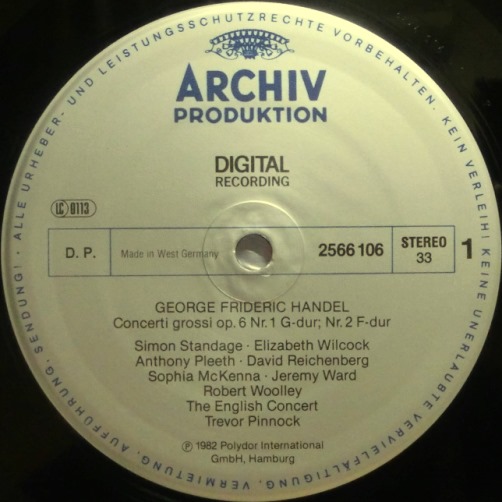 ALLE URHEBER- UND LEISTUNGSSCHUTZRECHTE VORBEHALTEN. KEIN VERLEIH! KEINE UNERLAUBTE VERVIELFÄLTIGUNG, VERMIETUNG, AUFFÜHRUNG, SENDUNG!
ARCHIV
PRODUKTION
DIGITAL
RECORDING
LC 0113
D. P.
Made in West Germany
2566 106
STEREO
33
1
GEORGE FRIDERIC HANDEL
Concerti grossi op. 6 Nr. 1 G-dur; Nr. 2 F-dur
Simon Standage · Elizabeth Wilcock
Anthony Pleeth · David Reichenberg
Sophia McKenna · Jeremy Ward
Robert Woolley
The English Concert
Trevor Pinnock
℗ 1982 Polydor International
GmbH, Hamburg